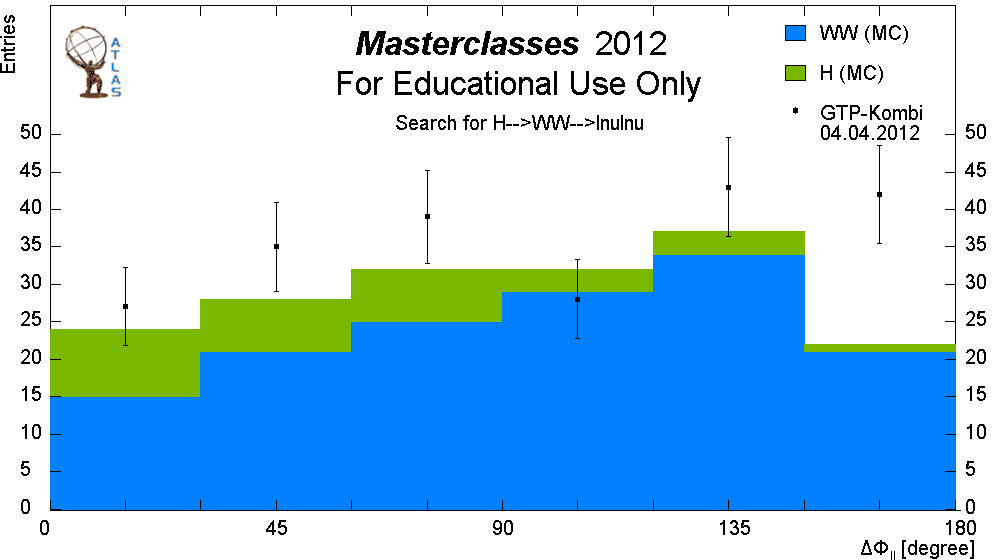 Entries
ATLAS
Masterclasses 2012
For Educational Use Only
Search for H-->WW-->lnulnu
WW (MC)
H (MC)
GTP-Kombi
04.04.2012
50 50
45 45
40 40
35 35
30 30
25 25
20 20
15 15
10 10
5 5
0 0
0 45 90 135 180
ΔΦll [degree]